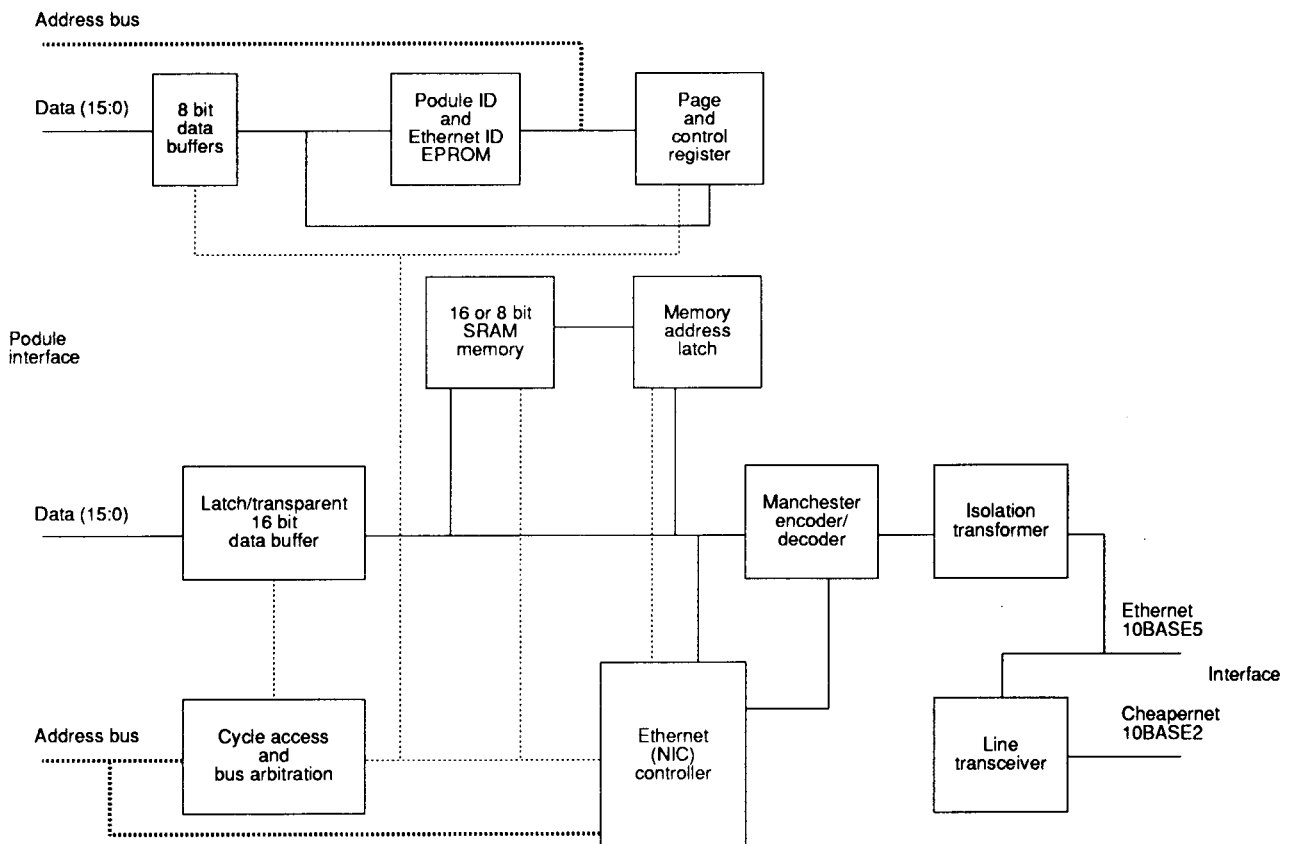 Address bus
Data (15:0)
8 bit
data
buffers
Podule ID
and
Ethernet ID
EPROM
Page
and
control
register
Podule
interface
16 or 8 bit
SRAM
memory
Memory
address
latch
Data (15:0)
Latch/transparent
16 bit
data buffer
Manchester
encoder/
decoder
Isolation
transformer
Ethernet
10BASE5
Interface
Address bus
Cycle access
and
bus arbitration
Ethernet
(NIC)
controller
Line
transceiver
Cheapernet
10BASE2